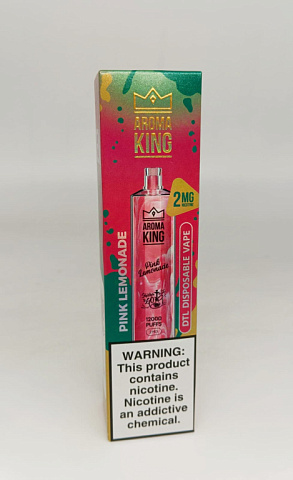 AROMA
KING
2MG
NICOTINE
PINK LEMONADE
DTL DISPOSABLE VAPE
AROMA
KING
Pink
Lemonade
12000
PUFFS
WARNING:
This product
contains
nicotine.
Nicotine is
an addictive
chemical.